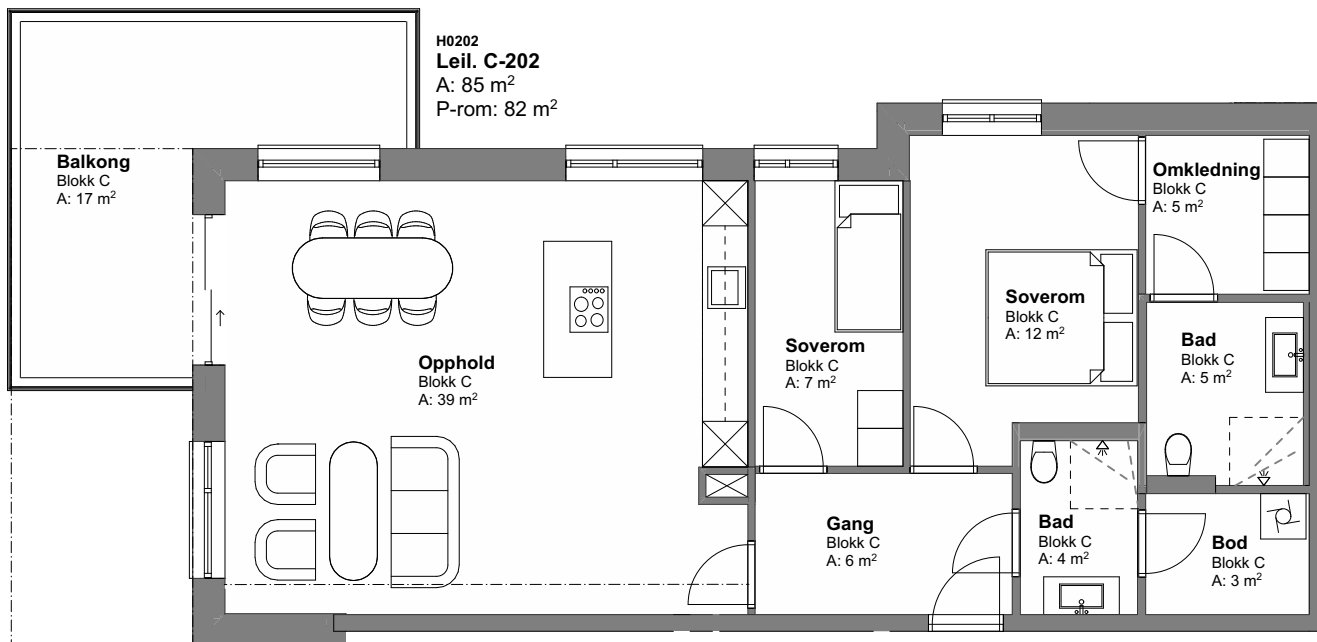 H0202
Leil. C-202
A: 85 m²
P-rom: 82 m²
Balkong
Blokk C
A: 17 m²
Opphold
Blokk C
A: 39 m²
Soverom
Blokk C
A: 7 m²
Soverom
Blokk C
A: 12 m²
Omkledning
Blokk C
A: 5 m²
Bad
Blokk C
A: 5 m²
Gang
Blokk C
A: 6 m²
Bad
Blokk C
A: 4 m²
Bod
Blokk C
A: 3 m²